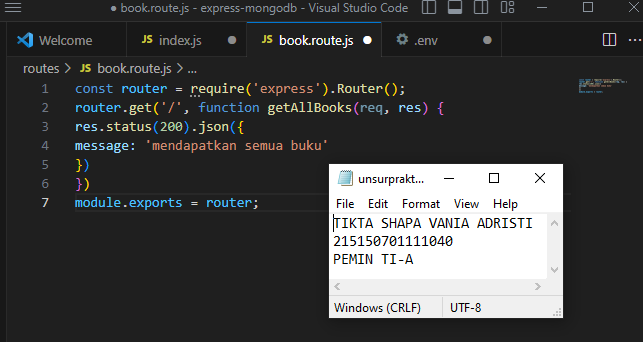 book.route.js - express-mongodb - Visual Studio Code
Welcome
JS index.js
JS book.route.js
.env
routes > JS book.route.js > ...
1 const router = require('express').Router();
2 router.get('/', function getAllBooks(req, res) {
3 res.status(200).json({
4 message: 'mendapatkan semua buku'
5 })
6 })
7 module.exports = router;
unsurprakt...
File Edit Format View Help
TIKTA SHAPA VANIA ADRISTI
215150701111040
PEMIN TI-A
Windows (CRLF) UTF-8